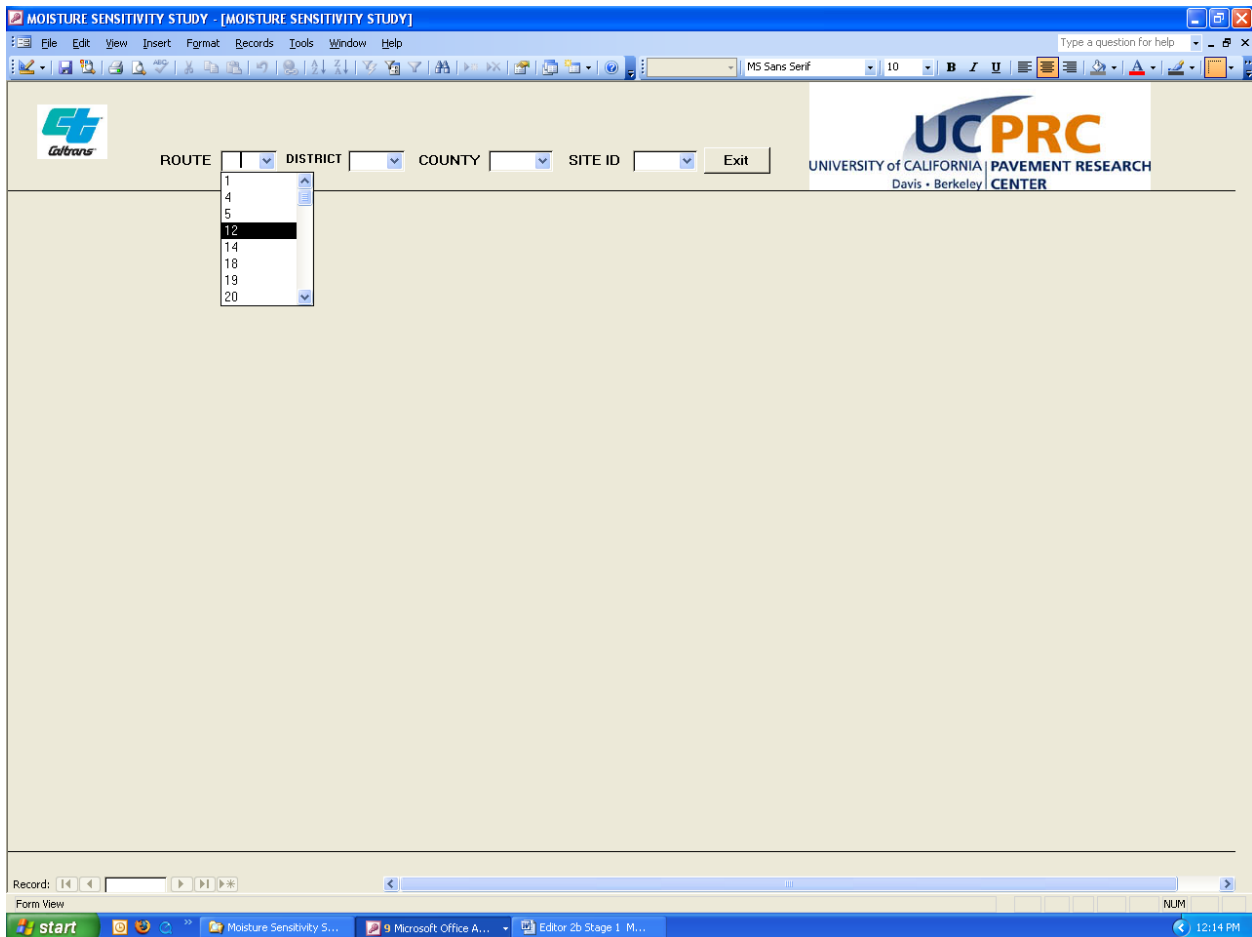 MOISTURE SENSITIVITY STUDY - [MOISTURE SENSITIVITY STUDY]
File Edit View Insert Format Records Tools Window Help Type a question for help
MS Sans Serif 10 B I U A
Caltrans
UCPRC
UNIVERSITY of CALIFORNIA PAVEMENT RESEARCH
Davis • Berkeley CENTER
ROUTE DISTRICT COUNTY SITE ID Exit
1
4
5
12
14
18
19
20
Record:
Form View NUM
start Moisture Sensitivity S... 9 Microsoft Office A... Editor 2b Stage 1 M... 12:14 PM